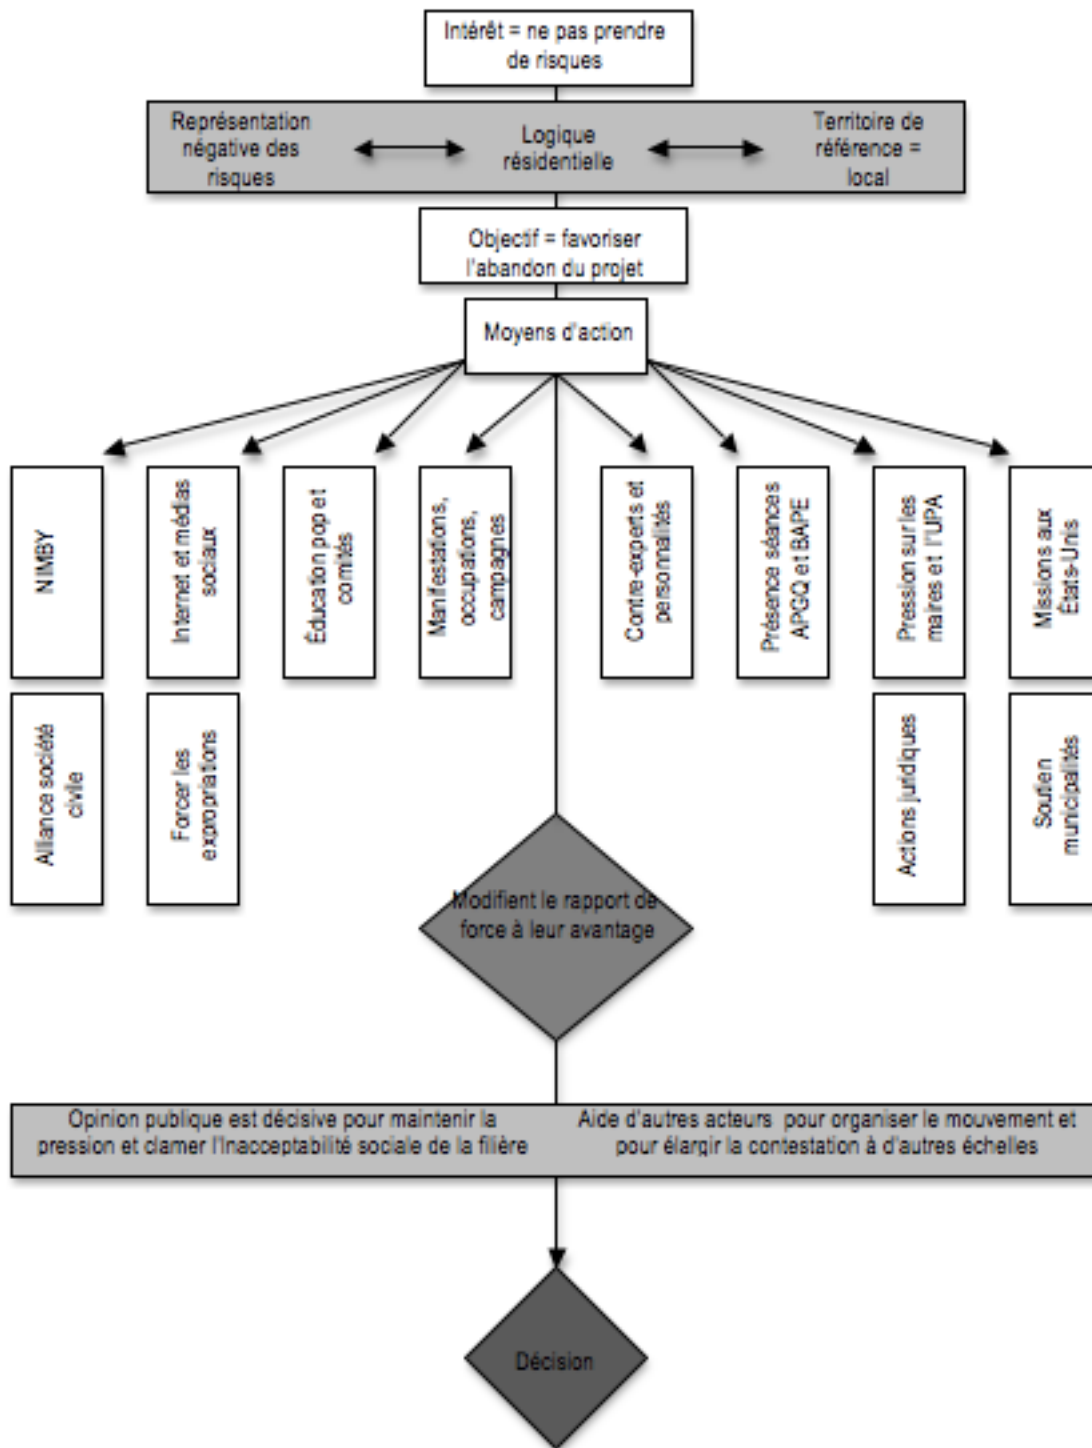 Intérêt = ne pas prendre
de risques
Représentation
négative des
risques
Logique
résidentielle
Territoire de
référence =
local
Objectif = favoriser
l'abandon du projet
Moyens d'action
NIMBY
Internet et médias
sociaux
Éducation pop et
comités
Manifestations,
occupations,
campagnes
Contre-experts et
personnalités
Présence séances
APGQ et BAPE
Pression sur les
maires et l'UPA
Missions aux
États-Unis
Alliance société
civile
Forcer les
expropriations
Actions juridiques
Soutien
municipalités
Modifient le rapport de
force à leur avantage
Opinion publique est décisive pour maintenir la
pression et clamer l'Inacceptabilité sociale de la filière
Aide d'autres acteurs pour organiser le mouvement et
pour élargir la contestation à d'autres échelles
Décision